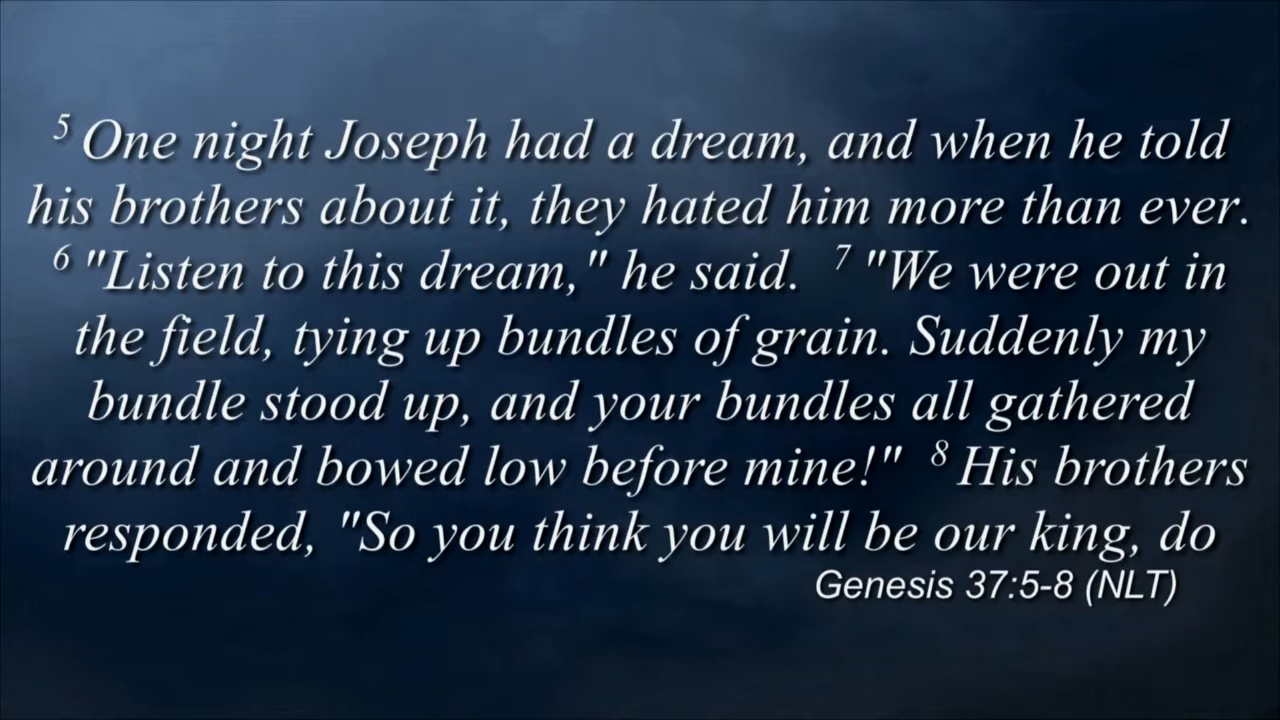 5 One night Joseph had a dream, and when he told
his brothers about it, they hated him more than ever.
6 "Listen to this dream," he said. 7 "We were out in
the field, tying up bundles of grain. Suddenly my
bundle stood up, and your bundles all gathered
around and bowed low before mine!" 8 His brothers
responded, "So you think you will be our king, do
Genesis 37:5-8 (NLT)